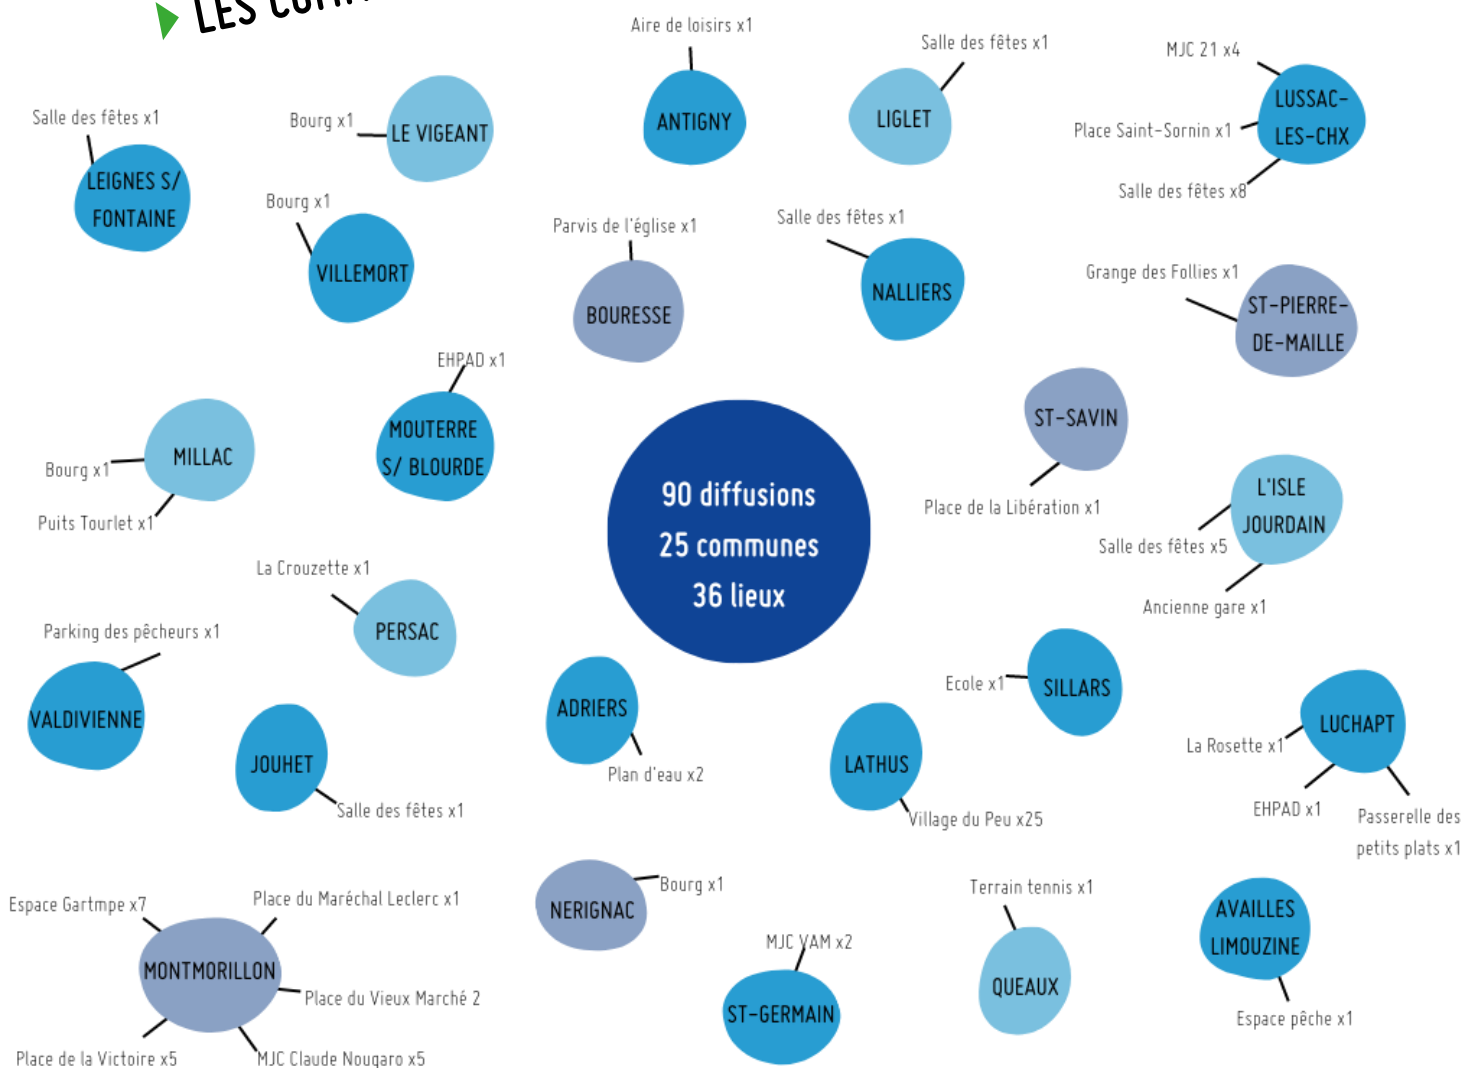 LES
Aire de loisirs x1
Salle des fêtes x1
MJC 21 x4
LUSSAC-
LES-CHX
Place Saint-Sornin x1
Salle des fêtes x8
Salle des fêtes x1
LEIGNES S/
FONTAINE
Bourg x1
LE VIGEANT
ANTIGNY
LIGLET
Bourg x1
VILLEMORT
Parvis de l'église x1
BOURESSE
Salle des fêtes x1
NALLIERS
Grange des Follies x1
ST-PIERRE-
DE-MAILLE
EHPAD x1
MOUTERRE
S/ BLOURDE
MILLAC
Bourg x1
Puits Tourlet x1
90 diffusions
25 communes
36 lieux
ST-SAVIN
Place de la Libération x1
L'ISLE
JOURDAIN
Salle des fêtes x5
Ancienne gare x1
La Crouzette x1
PERSAC
Parking des pêcheurs x1
VALDIVIENNE
JOUHET
Salle des fêtes x1
ADRIERS
Plan d'eau x2
LATHUS
Village du Peu x25
Ecole x1
SILLARS
LUCHAPT
La Rosette x1
EHPAD x1
Passerelle des
petits plats x1
Espace Gartmpe x7
Place du Maréchal Leclerc x1
MONTMORILLON
Place du Vieux Marché 2
Place de la Victoire x5
MJC Claude Nougaro x5
NERIGNAC
Bourg x1
MJC VAM x2
ST-GERMAIN
Terrain tennis x1
QUEAUX
AVAILLES
LIMOUZINE
Espace pêche x1